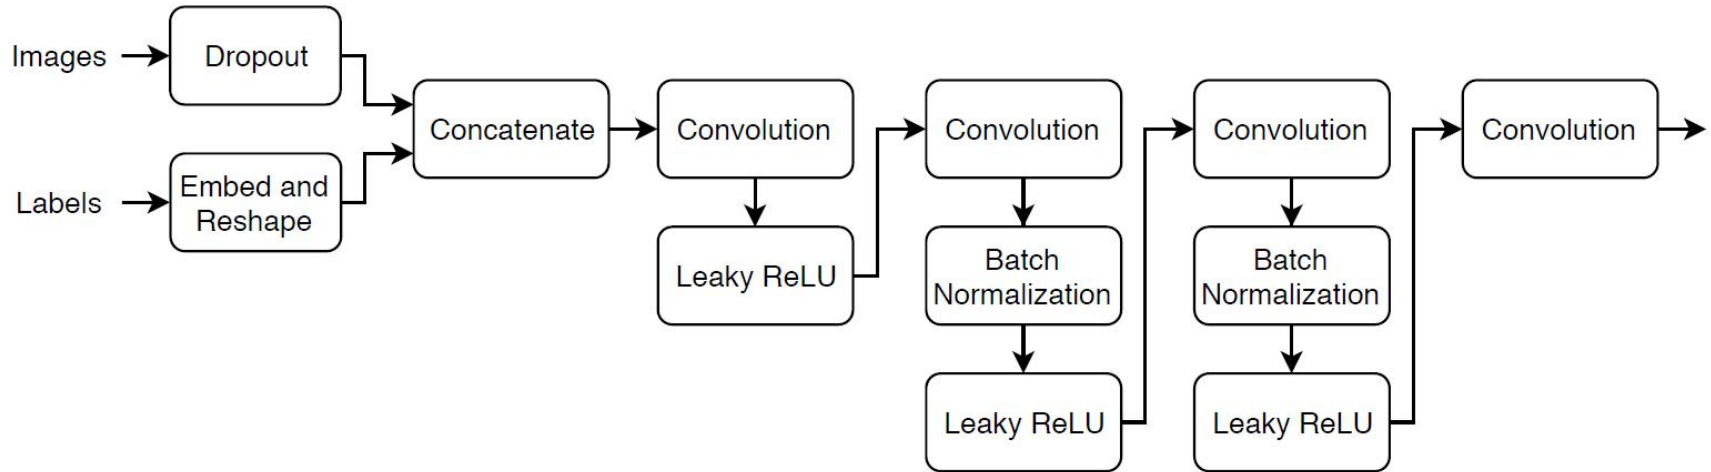 Images
Dropout
Labels
Embed and
Reshape
Concatenate
Convolution
Leaky ReLU
Convolution
Batch
Normalization
Leaky ReLU
Convolution
Batch
Normalization
Leaky ReLU
Convolution